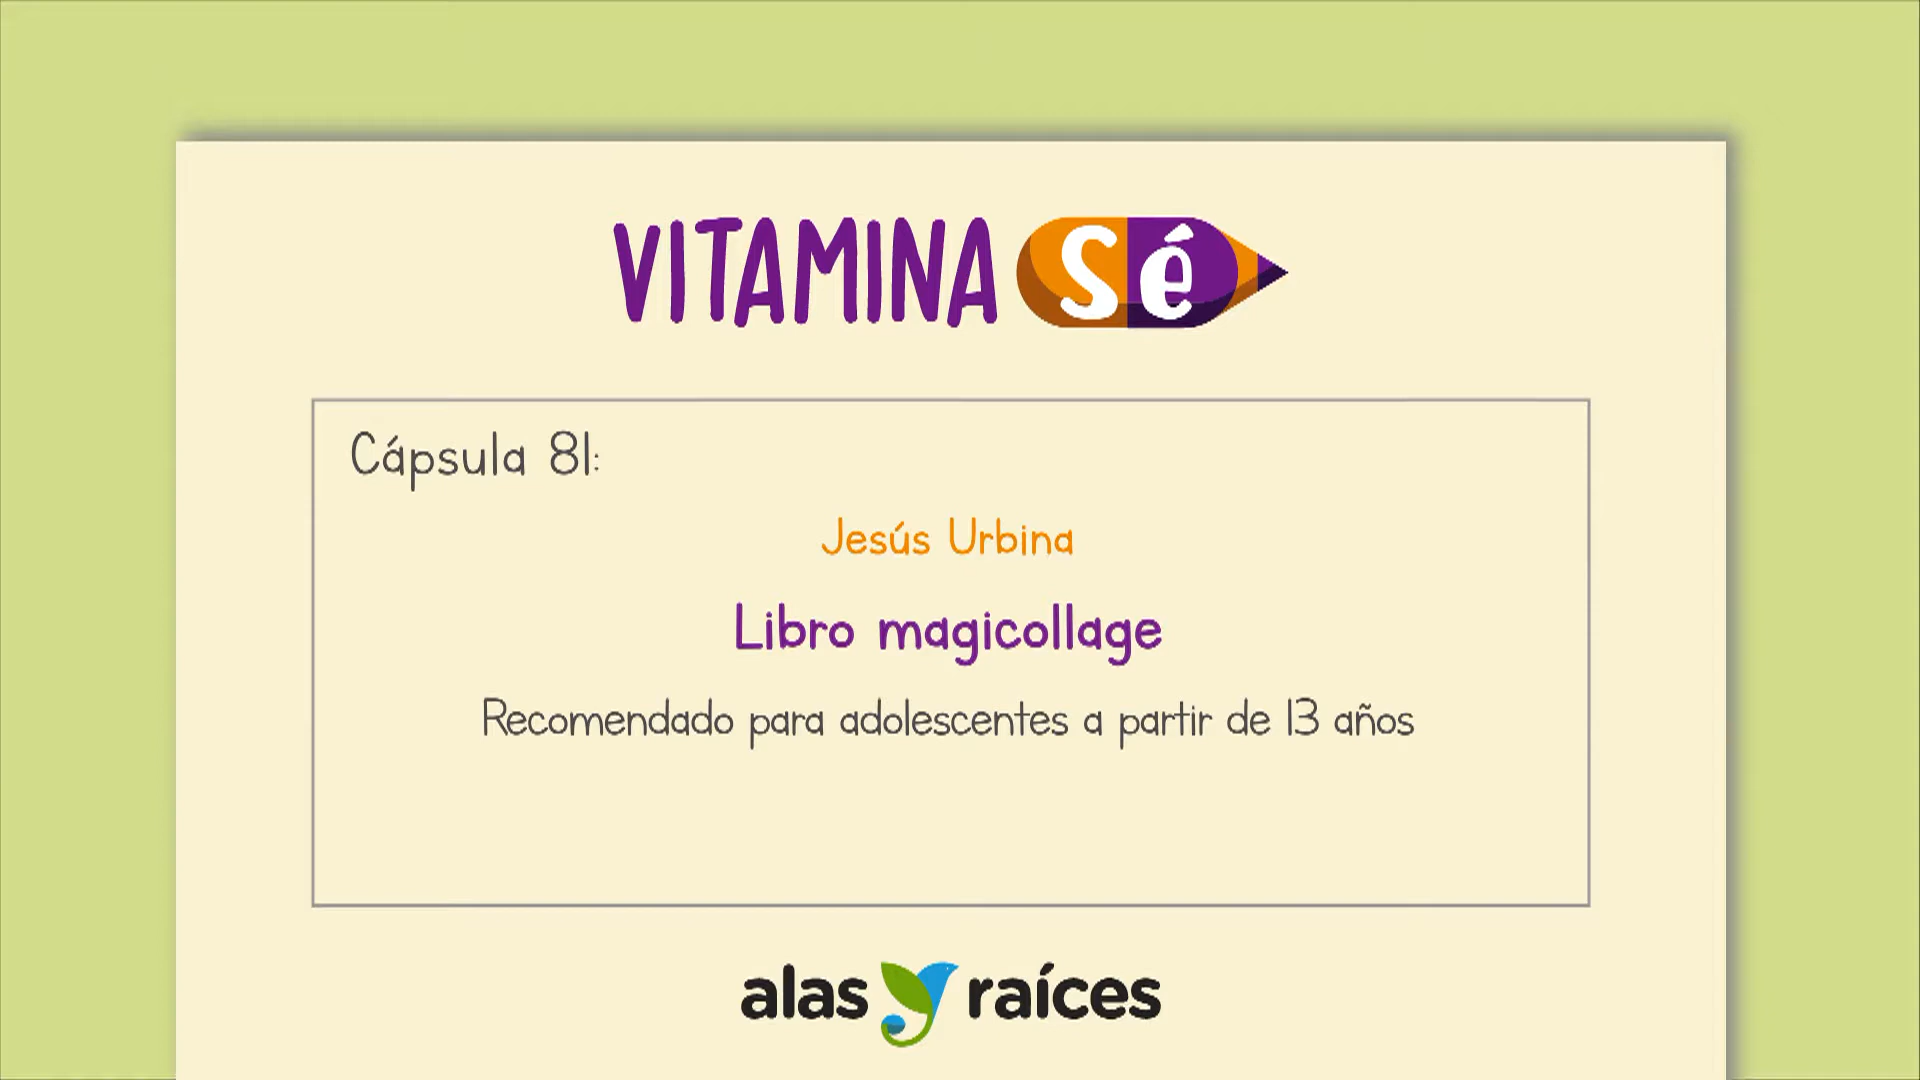 VITAMINA Sé
Cápsula 81:
Jesús Urbina
Libro magicollage
Recomendado para adolescentes a partir de 13 años
alas y raíces